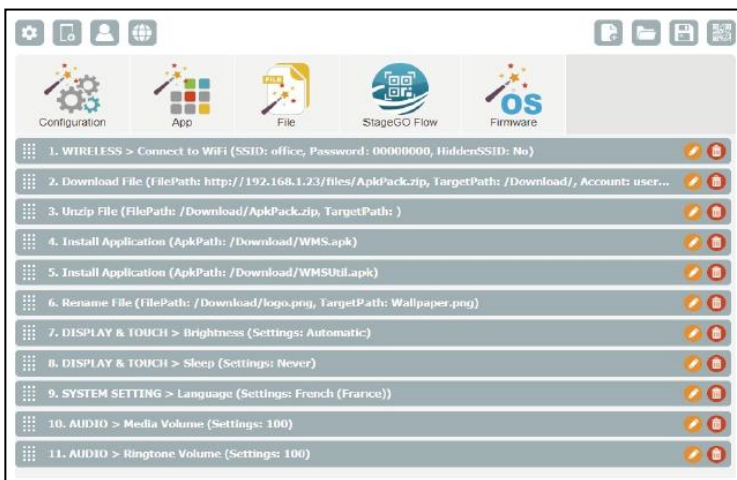 Configuration
App
FILE
File
StageGO Flow
OS
Firmware
1. WIRELESS > Connect to WiFi (SSID: office, Password: 00000000, HiddenSSID: No)
2. Download File (FilePath: http://192.168.1.23/files/ApkPack.zip, TargetPath: /Download/, Account: user...
3. Unzip File (FilePath: /Download/ApkPack.zip, TargetPath: )
4. Install Application (ApkPath: /Download/WMS.apk)
5. Install Application (ApkPath: /Download/WMSUtil.apk)
6. Rename File (FilePath: /Download/logo.png, TargetPath: Wallpaper.png)
7. DISPLAY & TOUCH > Brightness (Settings: Automatic)
8. DISPLAY & TOUCH > Sleep (Settings: Never)
9. SYSTEM SETTING > Language (Settings: French (France))
10. AUDIO > Media Volume (Settings: 100)
11. AUDIO > Ringtone Volume (Settings: 100)